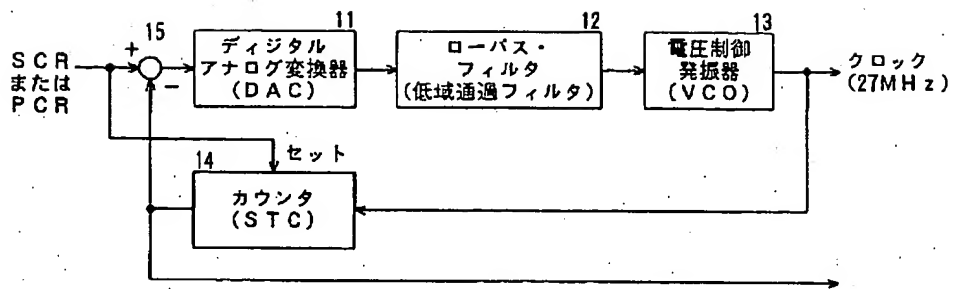 15
11
12
13
SCR
または
PCR
+
−
ディジタル
アナログ変換器
(DAC)
ローパス・
フィルタ
(低域通過フィルタ)
電圧制御
発振器
(VCO)
クロック
(27MHz)
14
セット
カウンタ
(STC)